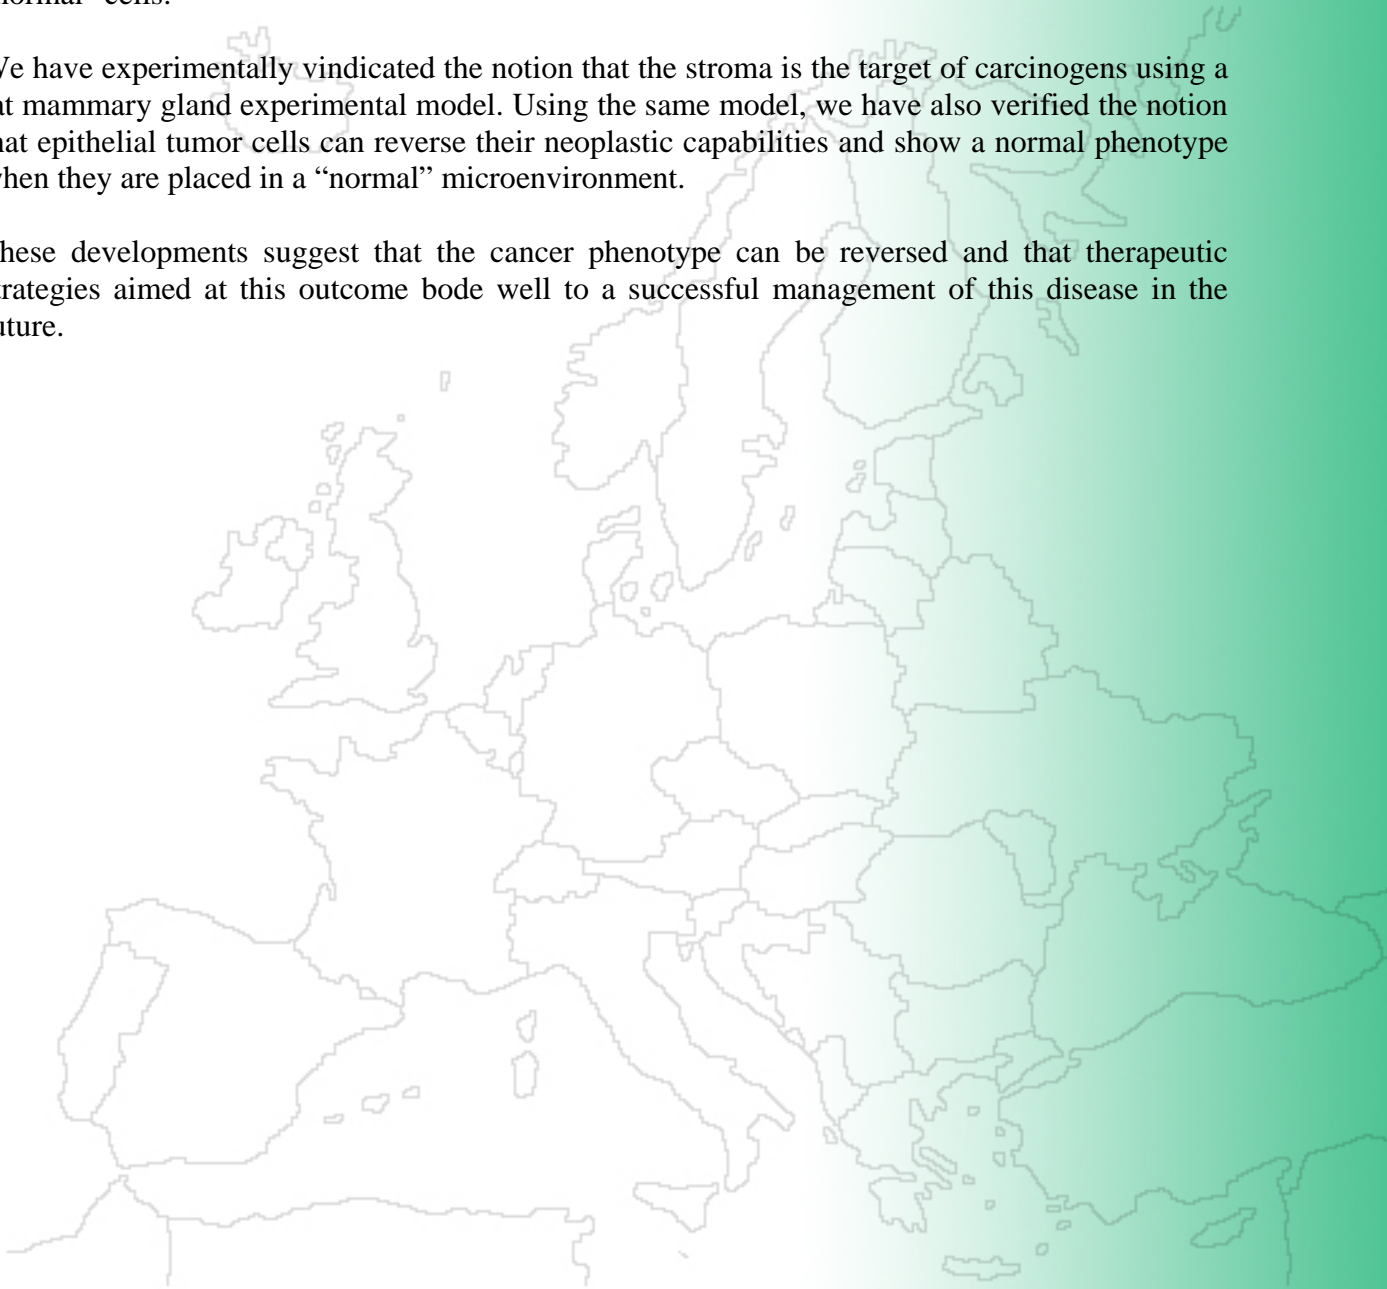 normal" cells.
We have experimentally vindicated the notion that the stroma is the target of carcinogens using a
at mammary gland experimental model. Using the same model, we have also verified the notion
hat epithelial tumor cells can reverse their neoplastic capabilities and show a normal phenotype
when they are placed in a “normal” microenvironment.
hese developments suggest that the cancer phenotype can be reversed and that therapeutic
trategies aimed at this outcome bode well to a successful management of this disease in the
uture.